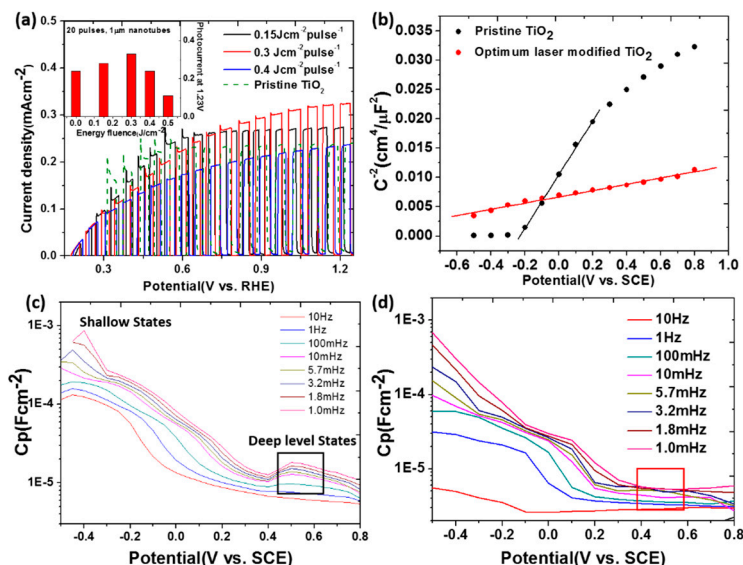 (a)
20 pulses, 1μm nanotubes
0.4
0.2
0.0
0.0 0.15 0.3 0.4 0.5
Energy fluence J/cm⁻²
Photocurrent at 1.23V
0.15Jcm⁻²pulse⁻¹
0.3 Jcm⁻²pulse⁻¹
0.4 Jcm⁻²pulse⁻¹
Pristine TiO₂
Current density(mAcm⁻²)
0.4
0.3
0.2
0.1
0.0
0.3 0.6 0.9 1.2
Potential(V vs. RHE)
(b)
Pristine TiO₂
Optimum laser modified TiO₂
C⁻²(cm⁴/μF²)
0.035
0.030
0.025
0.020
0.015
0.010
0.005
0.000
-0.6 -0.4 -0.2 0.0 0.2 0.4 0.6 0.8 1.0
Potential (V vs. SCE)
(c)
Shallow States
Deep level States
10Hz
1Hz
100mHz
10mHz
5.7mHz
3.2mHz
1.8mHz
1.0mHz
Cp(Fcm⁻²)
1E-3
1E-4
1E-5
-0.4 -0.2 0.0 0.2 0.4 0.6 0.8
Potential(V vs. SCE)
(d)
10Hz
1Hz
100mHz
10mHz
5.7mHz
3.2mHz
1.8mHz
1.0mHz
Cp(Fcm⁻²)
1E-3
1E-4
1E-5
-0.4 -0.2 0.0 0.2 0.4 0.6 0.8
Potential(V vs. SCE)